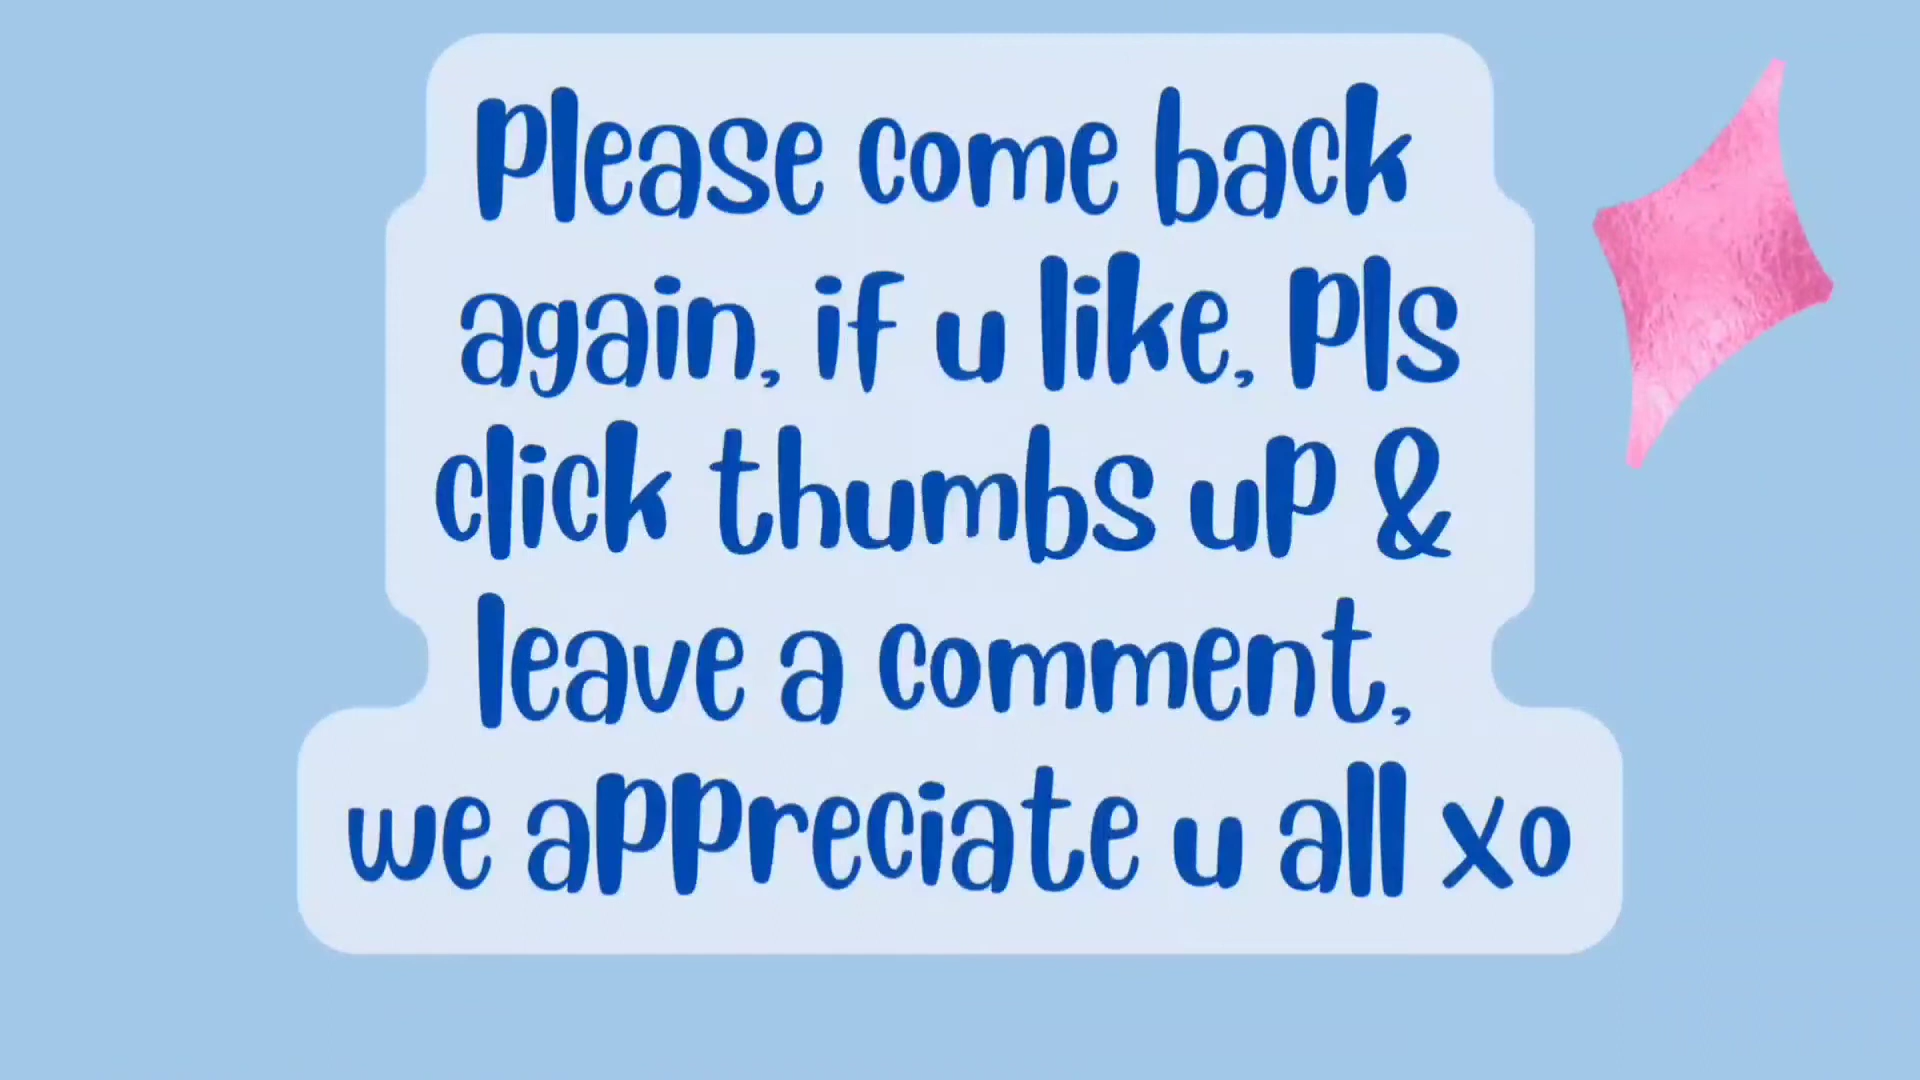 Please come back
again, if u like, pls
click thumbs up &
leave a comment,
we appreciate u all xo